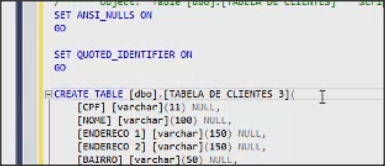 Object: Table [dbo].[TABELA DE CLIENTES] Scri
SET ANSI_NULLS ON
GO
SET QUOTED_IDENTIFIER ON
GO
CREATE TABLE [dbo].[TABELA DE CLIENTES 3](
[CPF] [varchar](11) NULL,
[NOME] [varchar](100) NULL,
[ENDERECO 1] [varchar](150) NULL,
[ENDERECO 2] [varchar](150) NULL,
[BAIRRO] [varchar](50) NULL,